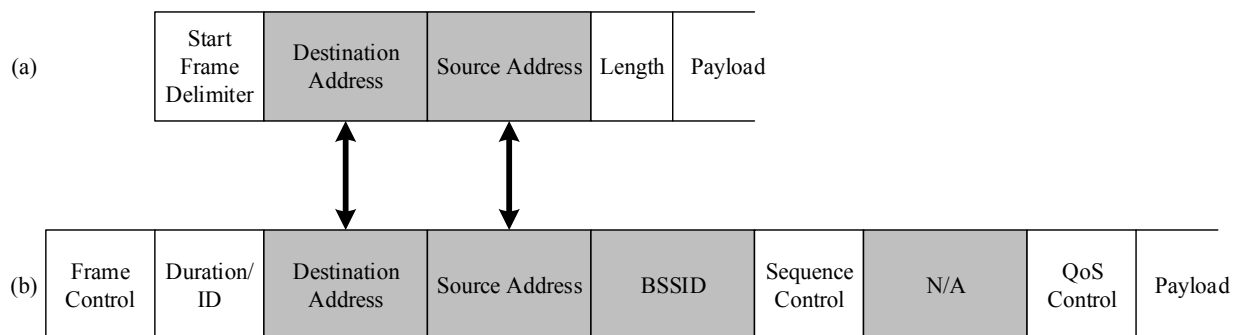 (a)
Start
Frame
Delimiter
Destination
Address
Source Address
Length
Payload
(b)
Frame
Control
Duration/
ID
Destination
Address
Source Address
BSSID
Sequence
Control
N/A
QoS
Control
Payload